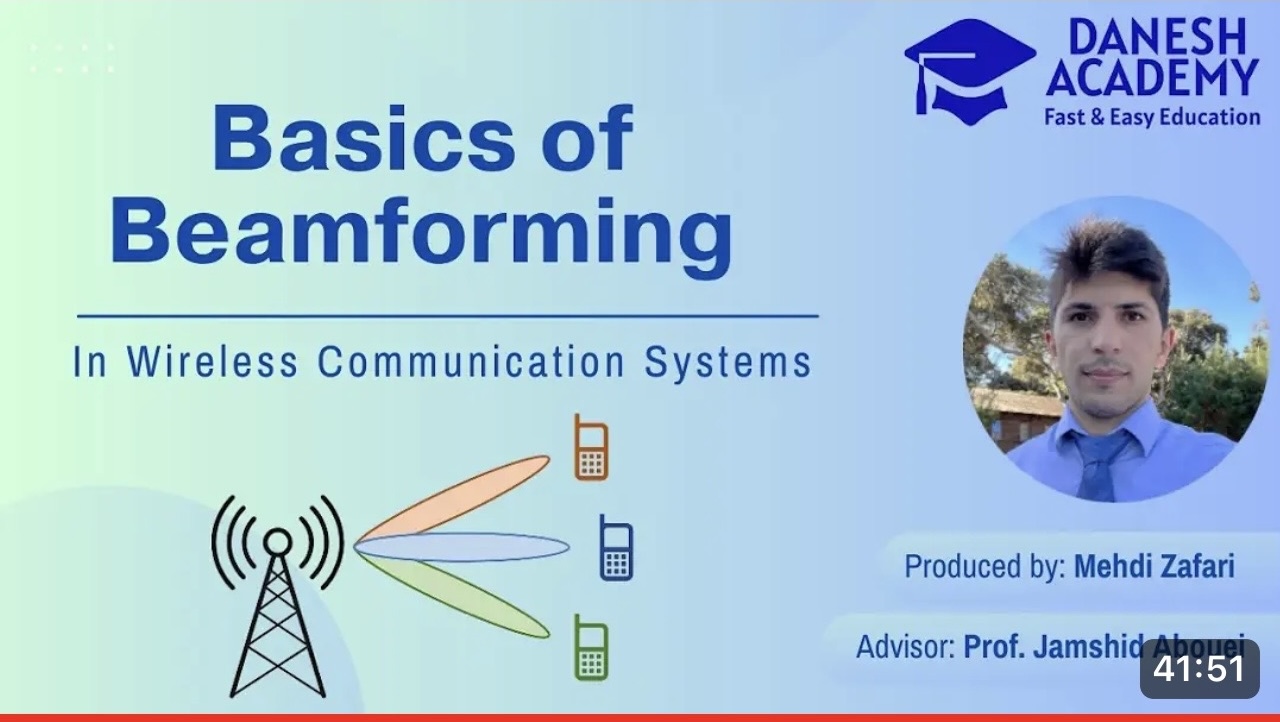 DANESH
ACADEMY
Fast & Easy Education
Basics of
Beamforming
In Wireless Communication Systems
Produced by: Mehdi Zafari
Advisor: Prof. Jamshid Abouei
41:51